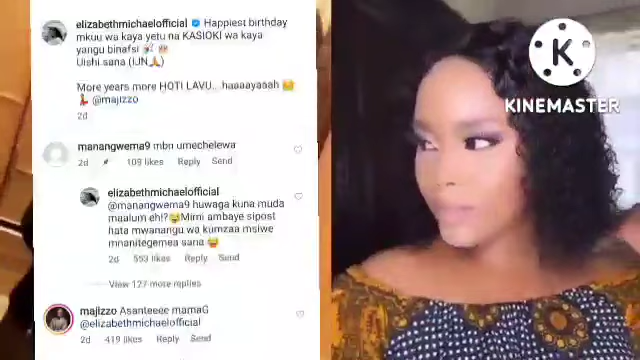 elizabethmichaelofficial Happiest birthday
mkuu wa kaya yetu na KASIOKI wa kaya
yangu binafsi
Uishi sana (IJN🙏)
More years more HOTI LAVU.. haaaayaaah
@majizzo
2d
manangwema9 mbn umechelewa
2d 109 likes Reply Send
elizabethmichaelofficial
@manangwema9 huwaga kuna muda
maalum eh!?😂Mimi ambaye sipost
hata mwanangu wa kumzaa msiwe
mnanitegemea sana 😂
2d 553 likes Reply Send
View 127 more replies
majizzo Asanteeee mamaG
@elizabethmichaelofficial
2d 419 likes Reply Send
K
KINEMASTER